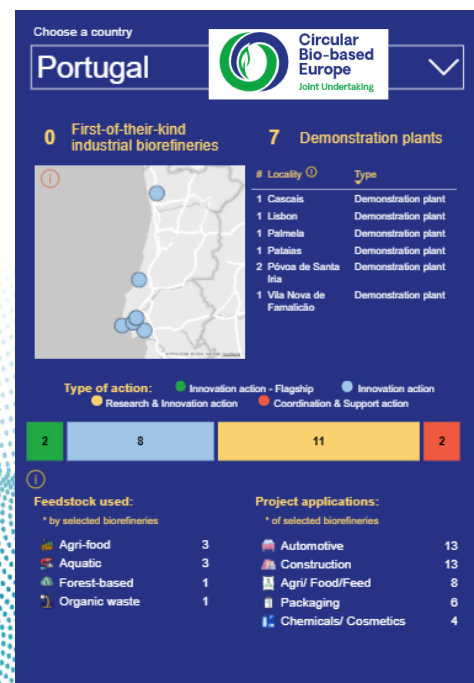 Choose a country
Portugal
Circular
Bio-based
Europe
Joint Undertaking
0 First-of-their-kind
industrial biorefineries
7 Demonstration plants
# Locality Type
1 Cascais Demonstration plant
1 Lisbon Demonstration plant
1 Palmela Demonstration plant
1 Pataias Demonstration plant
2 Póvoa de Santa Demonstration plant
Iria
1 Vila Nova de Demonstration plant
Famalicão
Type of action: Innovation action - Flagship Innovation action
Research & Innovation action Coordination & Support action
2 8 11 2
Feedstock used:
* by selected biorefineries
Agri-food 3
Aquatic 3
Forest-based 1
Organic waste 1
Project applications:
* of selected biorefineries
Automotive 13
Construction 13
Agri/ Food/Feed 8
Packaging 6
Chemicals/ Cosmetics 4